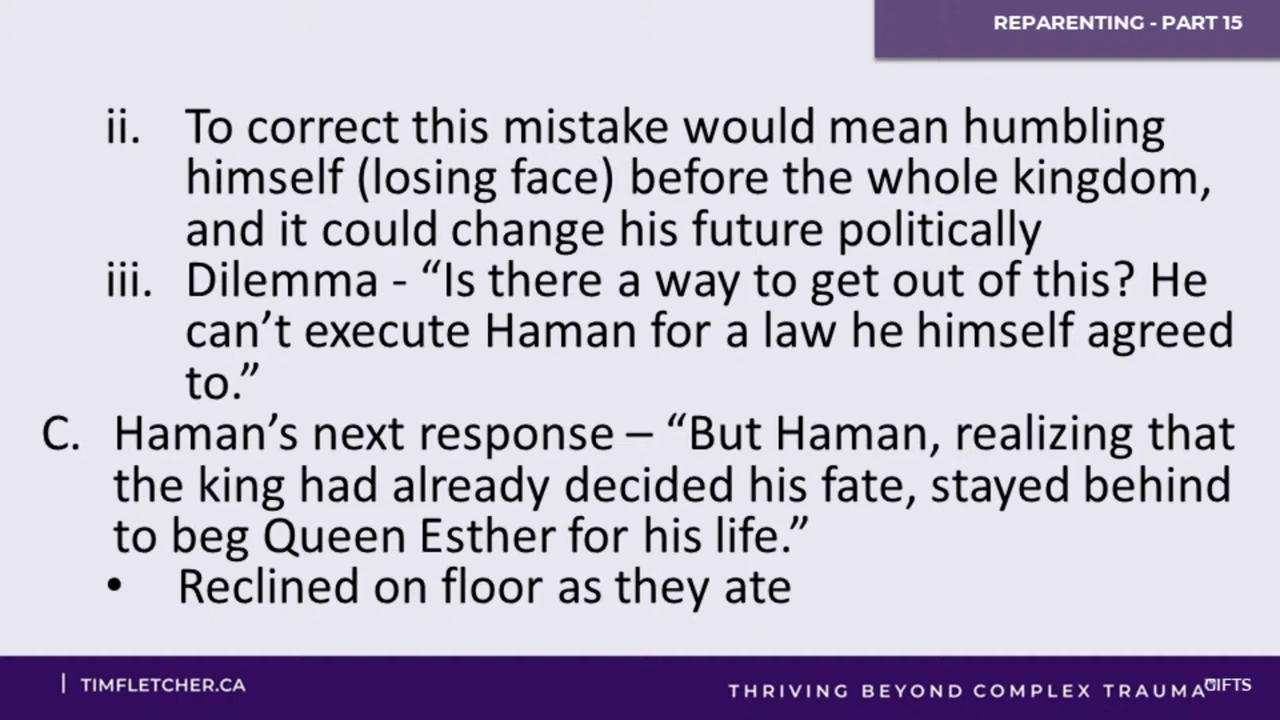 REPARENTING - PART 15
ii. To correct this mistake would mean humbling
himself (losing face) before the whole kingdom,
and it could change his future politically
iii. Dilemma - “Is there a way to get out of this? He
can’t execute Haman for a law he himself agreed
to.”
C. Haman’s next response – “But Haman, realizing that
the king had already decided his fate, stayed behind
to beg Queen Esther for his life.”
• Reclined on floor as they ate
| TIMFLETCHER.CA
THRIVING BEYOND COMPLEX TRAUMA
GIFTS